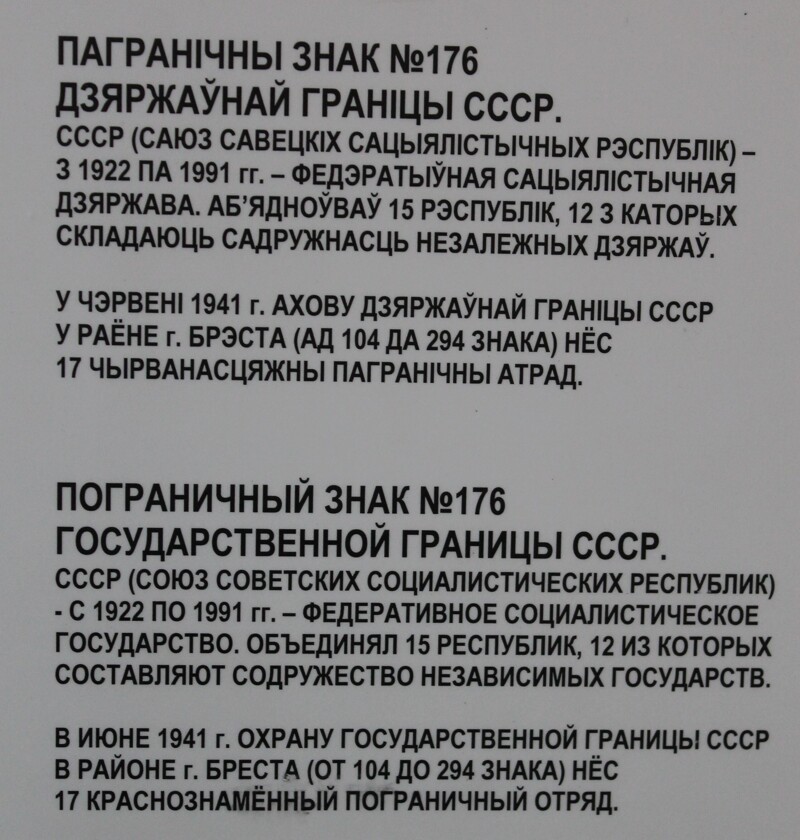 ПАГРАНІЧНЫ ЗНАК №176
ДЗЯРЖАЎНАЙ ГРАНІЦЫ СССР.
СССР (САЮЗ САВЕЦКІХ САЦЫЯЛІСТЫЧНЫХ РЭСПУБЛІК) –
З 1922 ПА 1991 гг. – ФЕДЭРАТЫЎНАЯ САЦЫЯЛІСТЫЧНАЯ
ДЗЯРЖАВА. АБ’ЯДНОЎВАЎ 15 РЭСПУБЛІК, 12 З КАТОРЫХ
СКЛАДАЮЦЬ САДРУЖНАСЦЬ НЕЗАЛЕЖНЫХ ДЗЯРЖАЎ.
У ЧЭРВЕНІ 1941 г. АХОВУ ДЗЯРЖАЎНАЙ ГРАНІЦЫ СССР
У РАЁНЕ г. БРЭСТА (АД 104 ДА 294 ЗНАКА) НЁС
17 ЧЫРВАНАСЦЯЖНЫ ПАГРАНІЧНЫ АТРАД.
ПОГРАНИЧНЫЙ ЗНАК №176
ГОСУДАРСТВЕННОЙ ГРАНИЦЫ СССР.
СССР (СОЮЗ СОВЕТСКИХ СОЦИАЛИСТИЧЕСКИХ РЕСПУБЛИК)
- С 1922 ПО 1991 гг. – ФЕДЕРАТИВНОЕ СОЦИАЛИСТИЧЕСКОЕ
ГОСУДАРСТВО. ОБЪЕДИНЯЛ 15 РЕСПУБЛИК, 12 ИЗ КОТОРЫХ
СОСТАВЛЯЮТ СОДРУЖЕСТВО НЕЗАВИСИМЫХ ГОСУДАРСТВ.
В ИЮНЕ 1941 г. ОХРАНУ ГОСУДАРСТВЕННОЙ ГРАНИЦЫ СССР
В РАЙОНЕ г. БРЕСТА (ОТ 104 ДО 294 ЗНАКА) НЁС
17 КРАСНОЗНАМЁННЫЙ ПОГРАНИЧНЫЙ ОТРЯД.